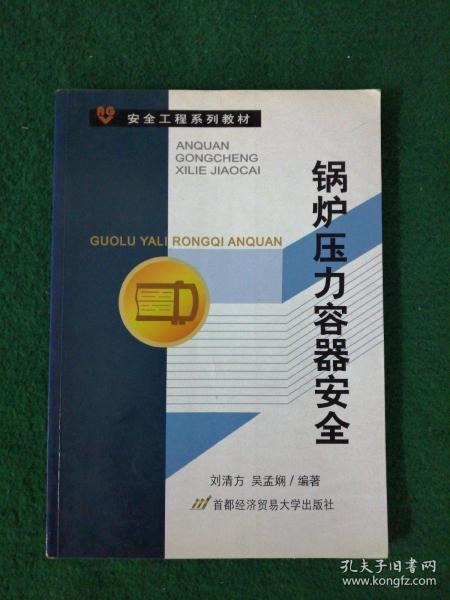 AG
安全工程系列教材
ANQUAN
GONGCHENG
XILIE JIAOCAI
GUOLU YALI RONGQI ANQUAN
锅炉压力容器安全
刘清方 吴孟娴/编著
首都经济贸易大学出版社
孔夫子旧书网
www.kongfz.com